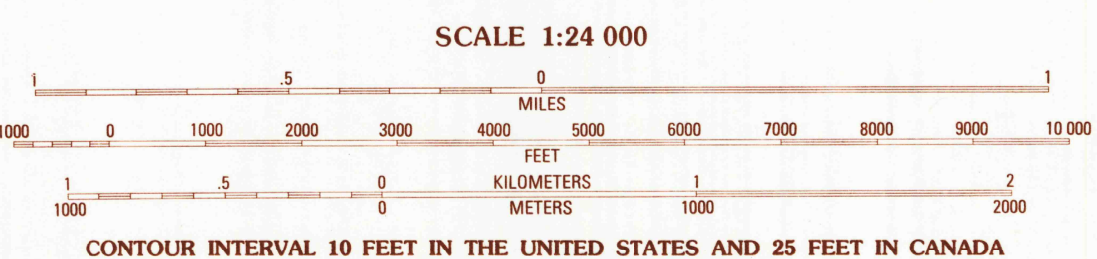 SCALE 1:24 000
1 .5 0 1
MILES
1000 0 1000 2000 3000 4000 5000 6000 7000 8000 9000 10 000
FEET
1 .5 0 KILOMETERS 1 2
1000 0 METERS 1000 2000
CONTOUR INTERVAL 10 FEET IN THE UNITED STATES AND 25 FEET IN CANADA